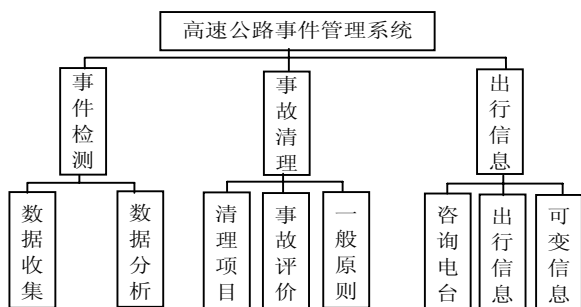 高速公路事件管理系统
事件检测
事故清理
出行信息
数据收集
数据分析
清理项目
事故评价
一般原则
咨询电台
出行信息
可变信息